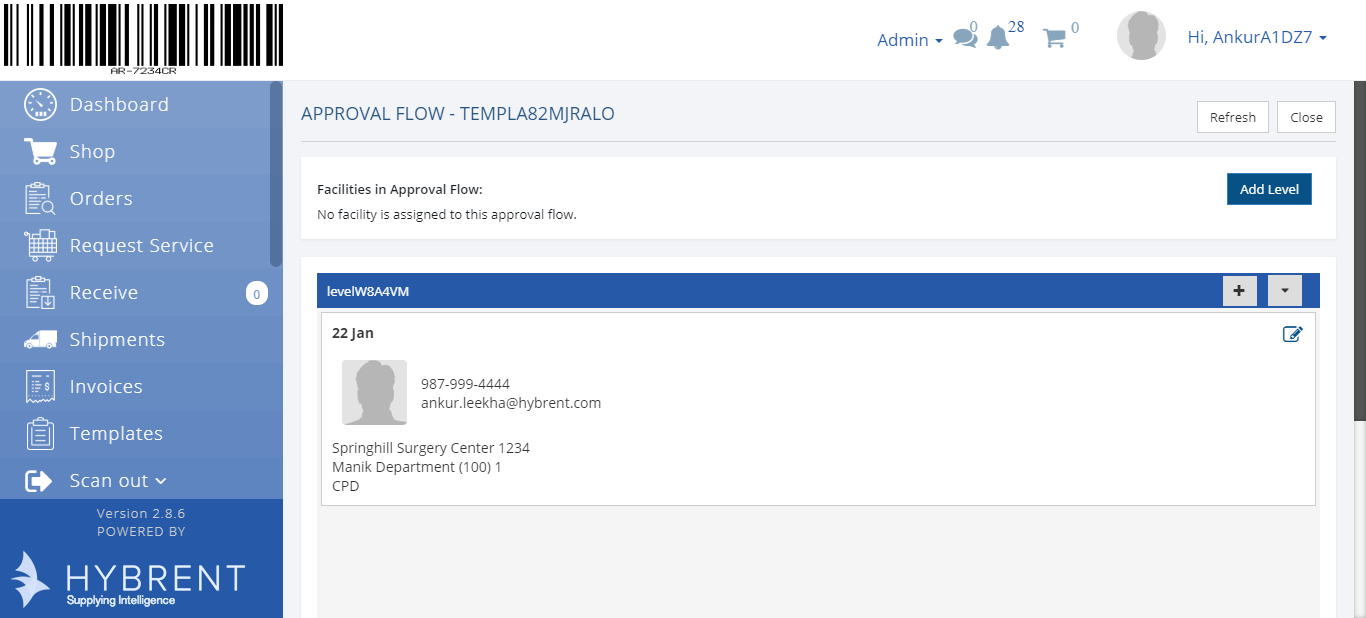 AR-7234CR
Admin
0
28
0
Hi, AnkurA1DZ7
Dashboard
Shop
Orders
Request Service
Receive
0
Shipments
Invoices
Templates
Scan out
Version 2.8.6
POWERED BY
HYBRENT
Supplying Intelligence
APPROVAL FLOW - TEMPLA82MJRALO
Refresh
Close
Facilities in Approval Flow:
Add Level
No facility is assigned to this approval flow.
levelW8A4VM
22 Jan
987-999-4444
ankur.leekha@hybrent.com
Springhill Surgery Center 1234
Manik Department (100) 1
CPD